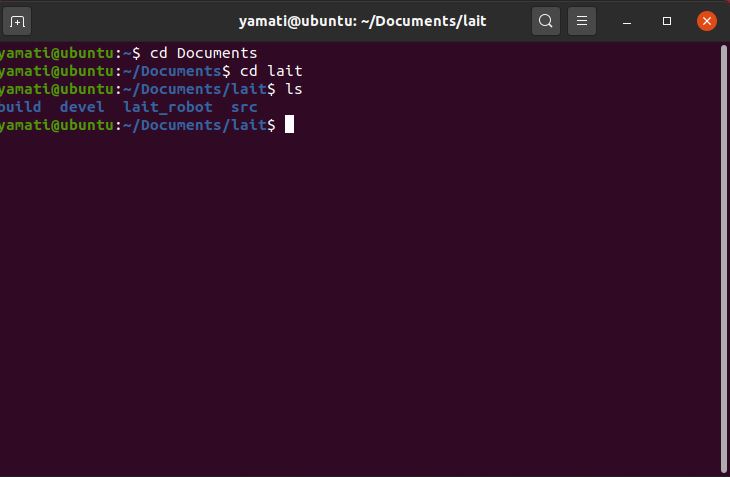 yamati@ubuntu: ~/Documents/lait
yamati@ubuntu:~$ cd Documents
yamati@ubuntu:~/Documents$ cd lait
yamati@ubuntu:~/Documents/lait$ ls
build  devel  lait_robot  src
yamati@ubuntu:~/Documents/lait$